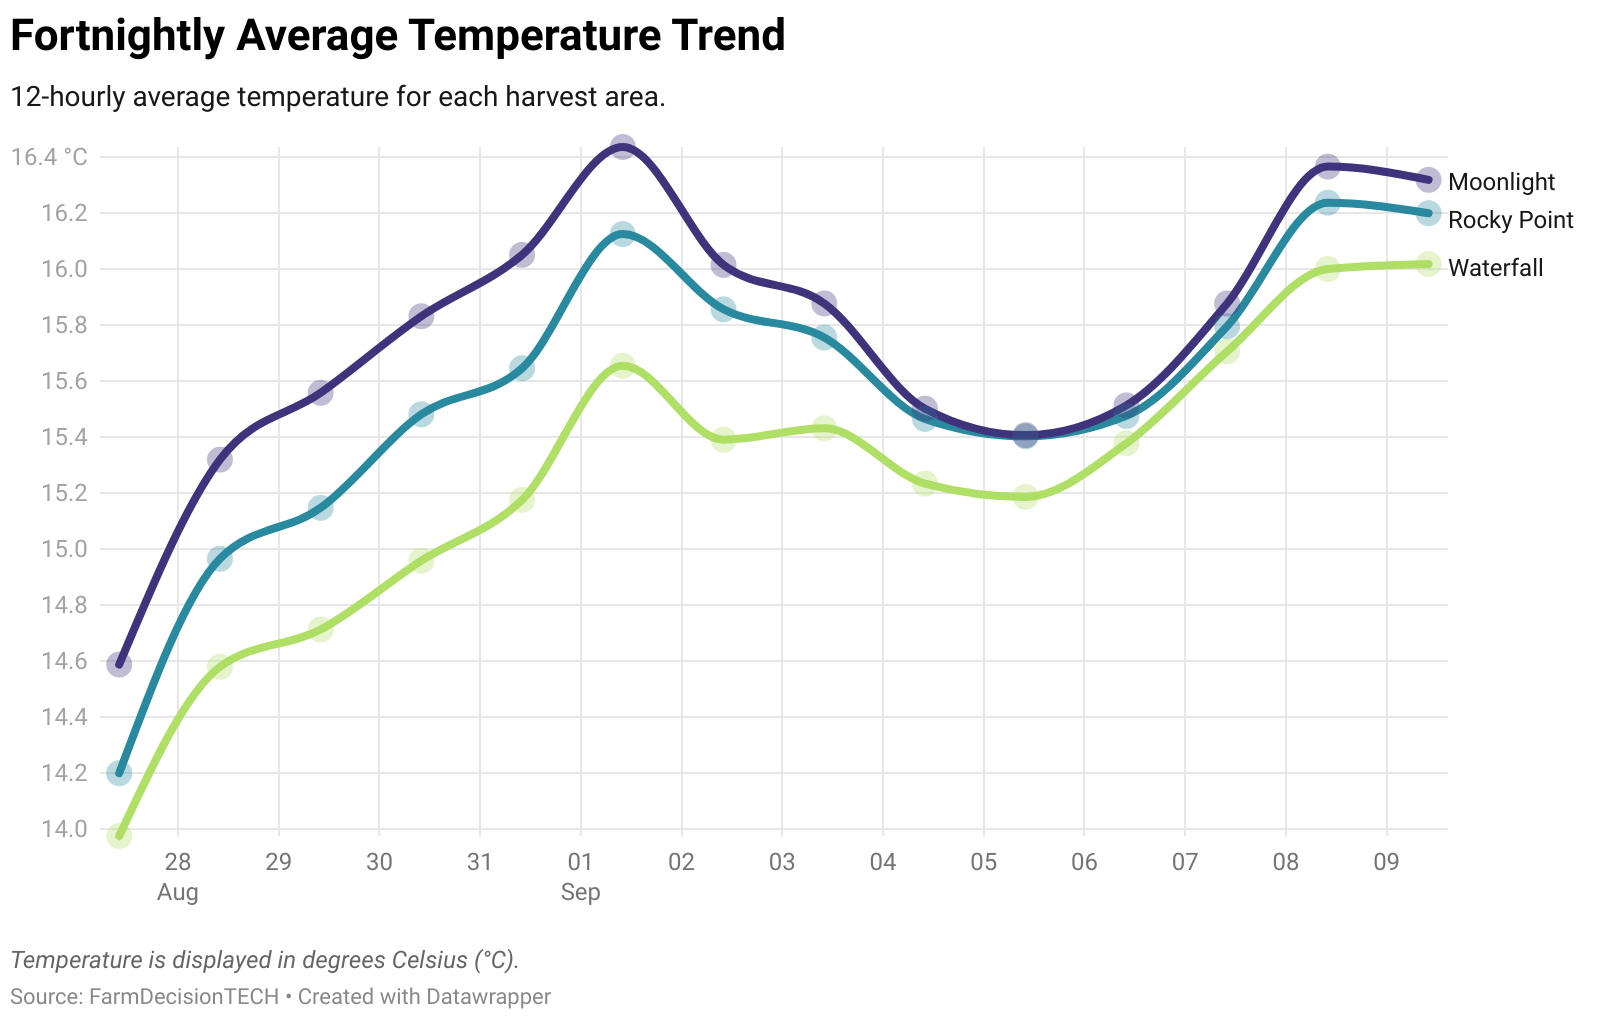 Fortnightly Average Temperature Trend
12-hourly average temperature for each harvest area.
16.4 °C
16.2
16.0
15.8
15.6
15.4
15.2
15.0
14.8
14.6
14.4
14.2
14.0
Moonlight
Rocky Point
Waterfall
28 29 30 31 01 02 03 04 05 06 07 08 09
Aug Sep
Temperature is displayed in degrees Celsius (°C).
Source: FarmDecisionTECH • Created with Datawrapper